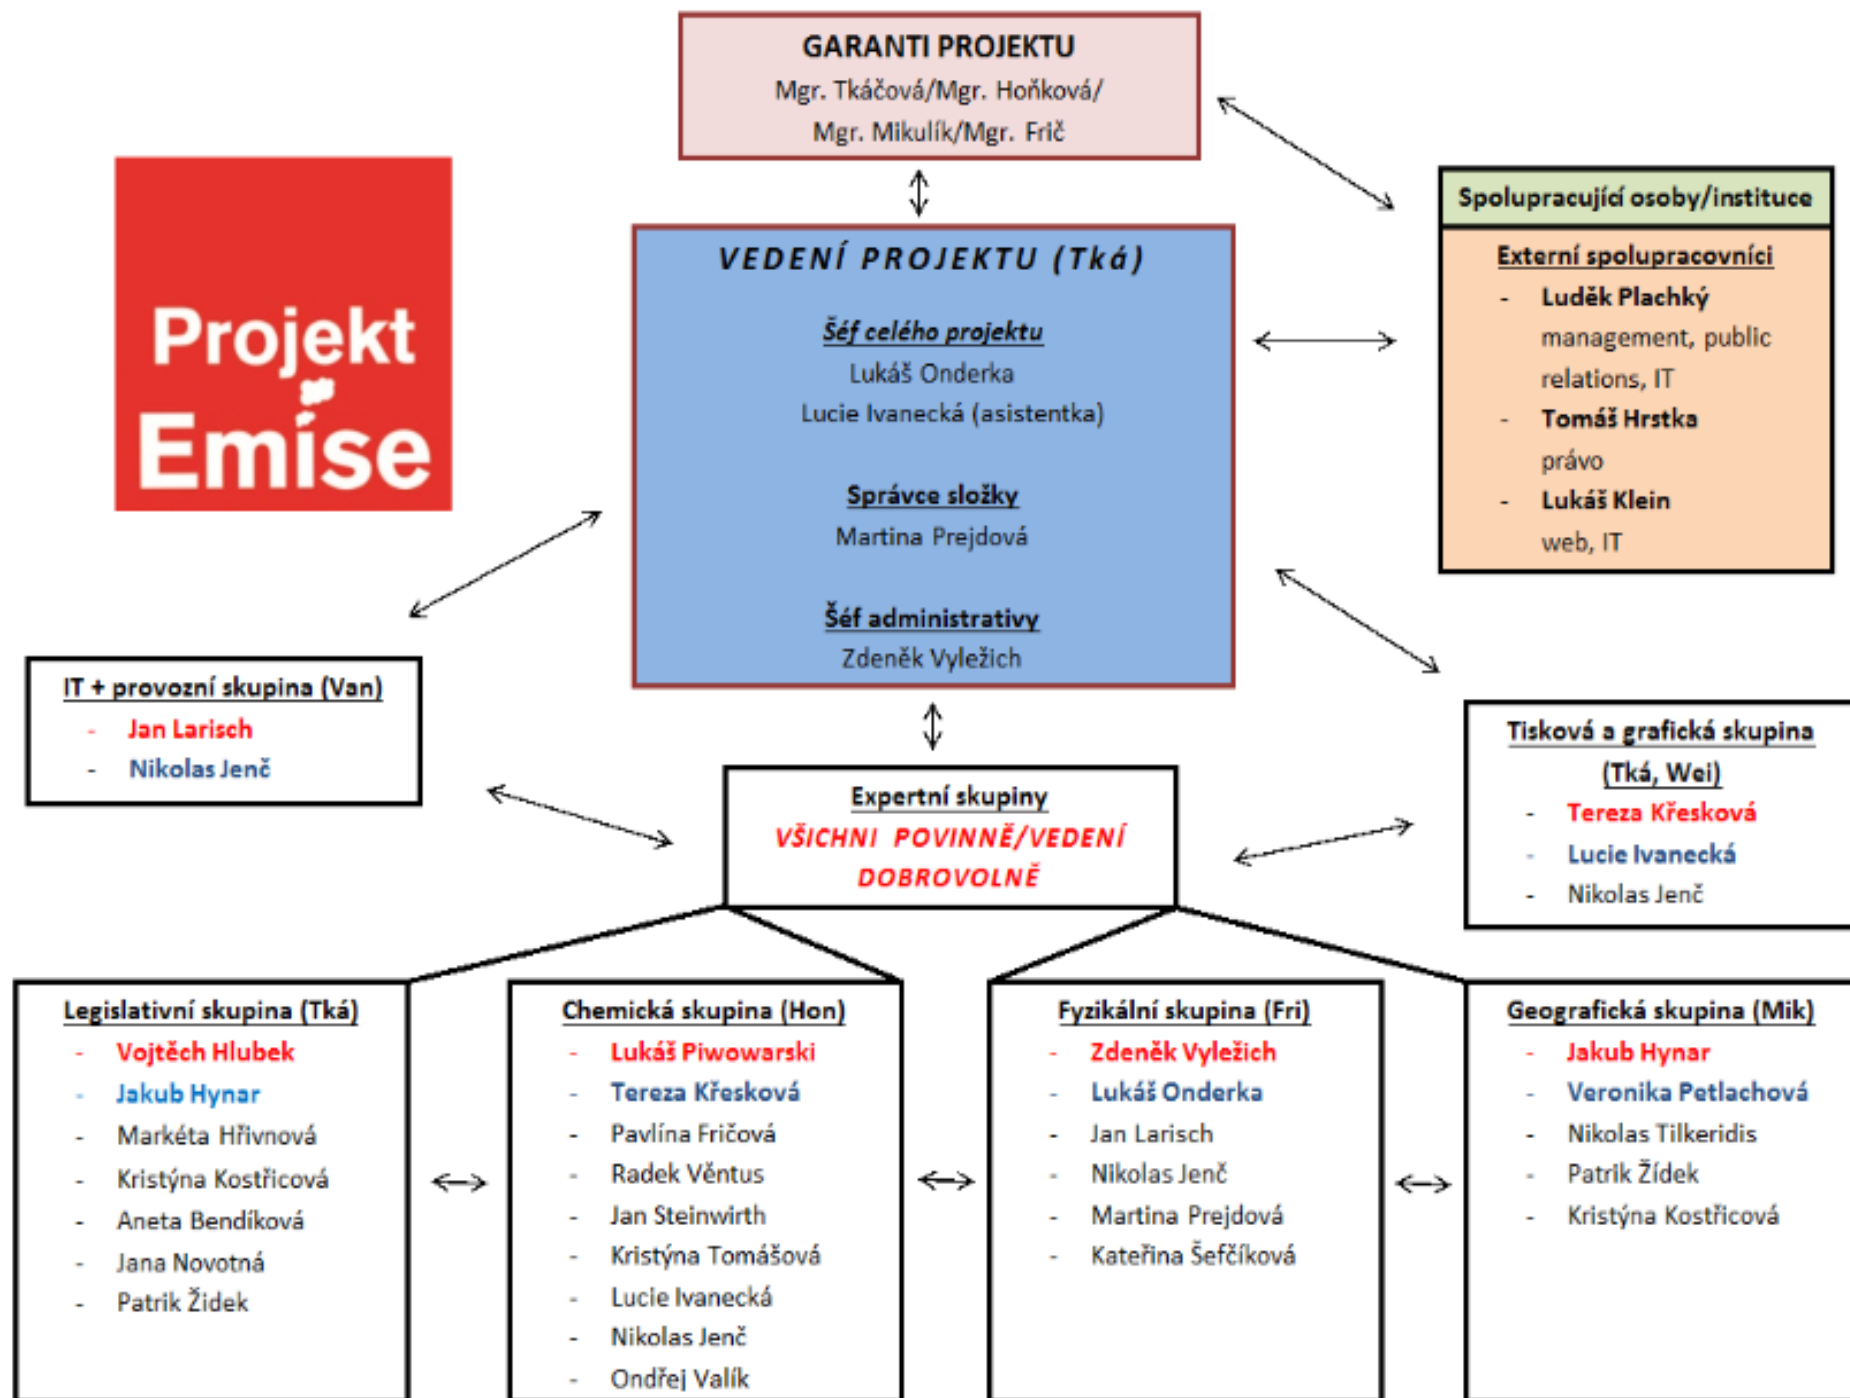 GARANTI PROJEKTU
Mgr. Tkáčová/Mgr. Hoňková/
Mgr. Mikulík/Mgr. Frič
Projekt
Emise
VEDENÍ PROJEKTU (Tká)
Šéf celého projektu
Lukáš Onderka
Lucie Ivanecká (asistentka)
Správce složky
Martina Prejdová
Šéf administrativy
Zdeněk Vyležich
Spolupracující osoby/instituce
Externí spolupracovníci
- Luděk Plachký
management, public
relations, IT
- Tomáš Hrstka
právo
- Lukáš Klein
web, IT
IT + provozní skupina (Van)
- Jan Larisch
- Nikolas Jenč
Expertní skupiny
VŠICHNI POVINNĚ/VEDENÍ
DOBROVOLNĚ
Tisková a grafická skupina
(Tká, Wei)
- Tereza Křesková
- Lucie Ivanecká
- Nikolas Jenč
Legislativní skupina (Tká)
- Vojtěch Hlubek
- Jakub Hynar
- Markéta Hřivnová
- Kristýna Kostřicová
- Aneta Bendíková
- Jana Novotná
- Patrik Židek
Chemická skupina (Hon)
- Lukáš Piwowarski
- Tereza Křesková
- Pavlína Fričová
- Radek Věntus
- Jan Steinwirth
- Kristýna Tomášová
- Lucie Ivanecká
- Nikolas Jenč
- Ondřej Valík
Fyzikální skupina (Fri)
- Zdeněk Vyležich
- Lukáš Onderka
- Jan Larisch
- Nikolas Jenč
- Martina Prejdová
- Kateřina Šefčíková
Geografická skupina (Mik)
- Jakub Hynar
- Veronika Petlachová
- Nikolas Tilkeridis
- Patrik Žídek
- Kristýna Kostřicová